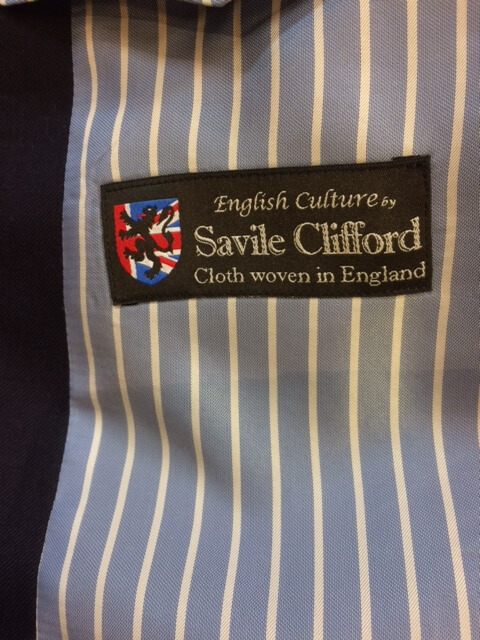 English Culture by
Savile Clifford
Cloth woven in England